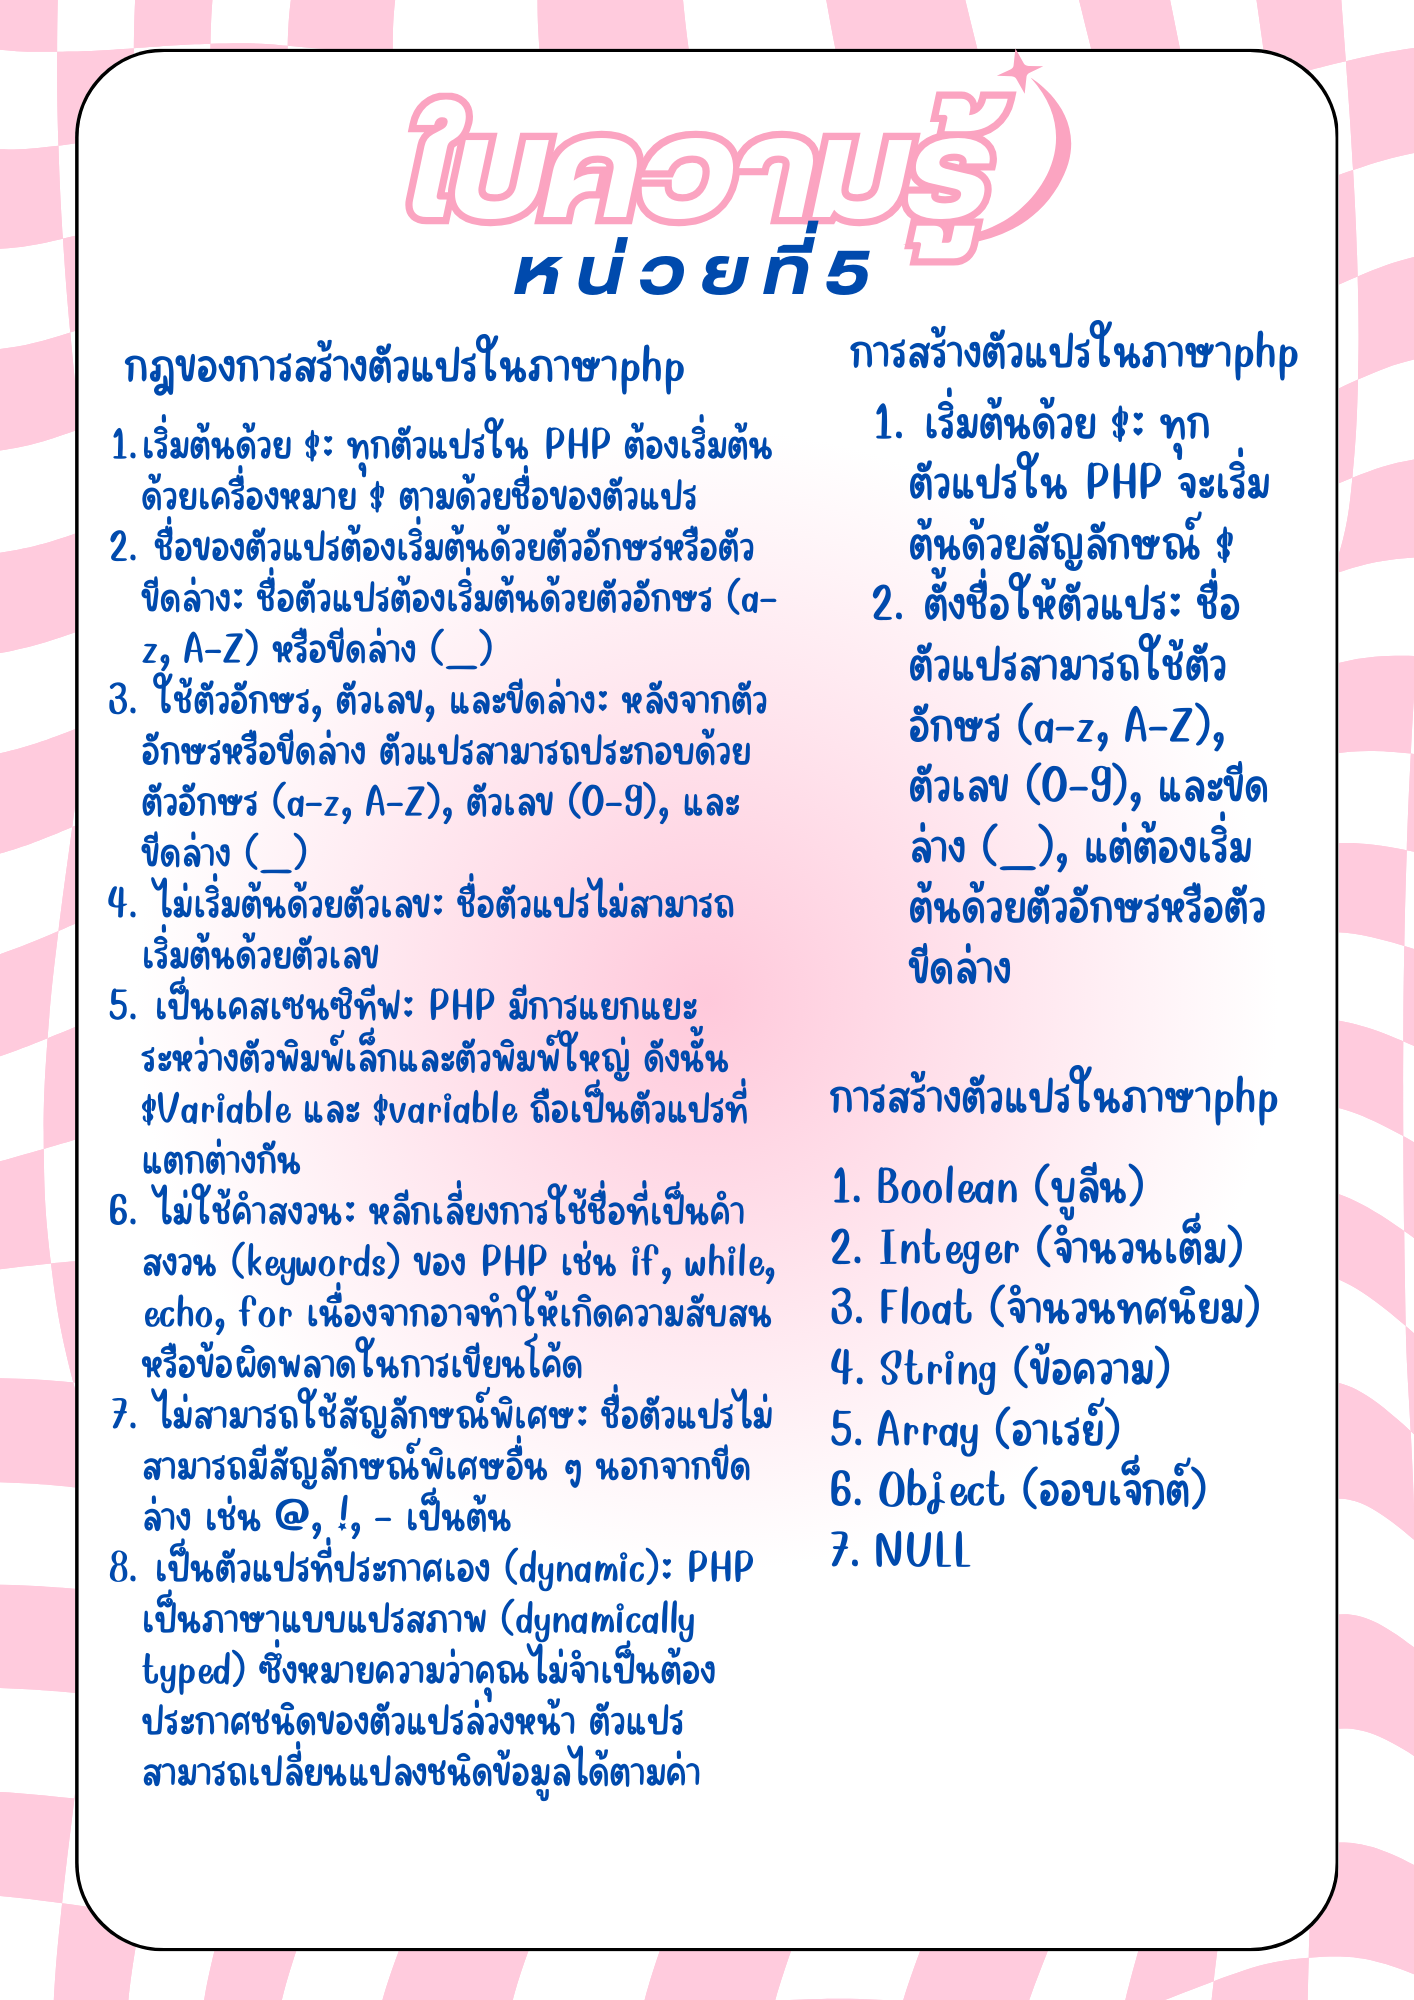 ใบความรู้
หน่วยที่5
กฎของการสร้างตัวแปรในภาษาphp
1. เริ่มต้นด้วย $: ทุกตัวแปรใน PHP ต้องเริ่มต้น
ด้วยเครื่องหมาย $ ตามด้วยชื่อของตัวแปร
2. ชื่อของตัวแปรต้องเริ่มต้นด้วยตัวอักษรหรือตัว
ขีดล่าง: ชื่อตัวแปรต้องเริ่มต้นด้วยตัวอักษร (a-
z, A-Z) หรือขีดล่าง (_)
3. ใช้ตัวอักษร, ตัวเลข, และขีดล่าง: หลังจากตัว
อักษรหรือขีดล่าง ตัวแปรสามารถประกอบด้วย
ตัวอักษร (a-z, A-Z), ตัวเลข (0-9), และ
ขีดล่าง (_)
4. ไม่เริ่มต้นด้วยตัวเลข: ชื่อตัวแปรไม่สามารถ
เริ่มต้นด้วยตัวเลข
5. เป็นเคสเซนซิทีฟ: PHP มีการแยกแยะ
ระหว่างตัวพิมพ์เล็กและตัวพิมพ์ใหญ่ ดังนั้น
$Variable และ $variable ถือเป็นตัวแปรที่
แตกต่างกัน
6. ไม่ใช้คำสงวน: หลีกเลี่ยงการใช้ชื่อที่เป็นคำ
สงวน (keywords) ของ PHP เช่น if, while,
echo, for เนื่องจากอาจทำให้เกิดความสับสน
หรือข้อผิดพลาดในการเขียนโค้ด
7. ไม่สามารถใช้สัญลักษณ์พิเศษ: ชื่อตัวแปรไม่
สามารถมีสัญลักษณ์พิเศษอื่น ๆ นอกจากขีด
ล่าง เช่น @, !, - เป็นต้น
8. เป็นตัวแปรที่ประกาศเอง (dynamic): PHP
เป็นภาษาแบบแปรสภาพ (dynamically
typed) ซึ่งหมายความว่าคุณไม่จำเป็นต้อง
ประกาศชนิดของตัวแปรล่วงหน้า ตัวแปร
สามารถเปลี่ยนแปลงชนิดข้อมูลได้ตามค่า
การสร้างตัวแปรในภาษาphp
1. เริ่มต้นด้วย $: ทุก
ตัวแปรใน PHP จะเริ่ม
ต้นด้วยสัญลักษณ์ $
2. ตั้งชื่อให้ตัวแปร: ชื่อ
ตัวแปรสามารถใช้ตัว
อักษร (a-z, A-Z),
ตัวเลข (0-9), และขีด
ล่าง (_), แต่ต้องเริ่ม
ต้นด้วยตัวอักษรหรือตัว
ขีดล่าง
การสร้างตัวแปรในภาษาphp
1. Boolean (บูลีน)
2. Integer (จำนวนเต็ม)
3. Float (จำนวนทศนิยม)
4. String (ข้อความ)
5. Array (อาเรย์)
6. Object (ออบเจ็กต์)
7. NULL